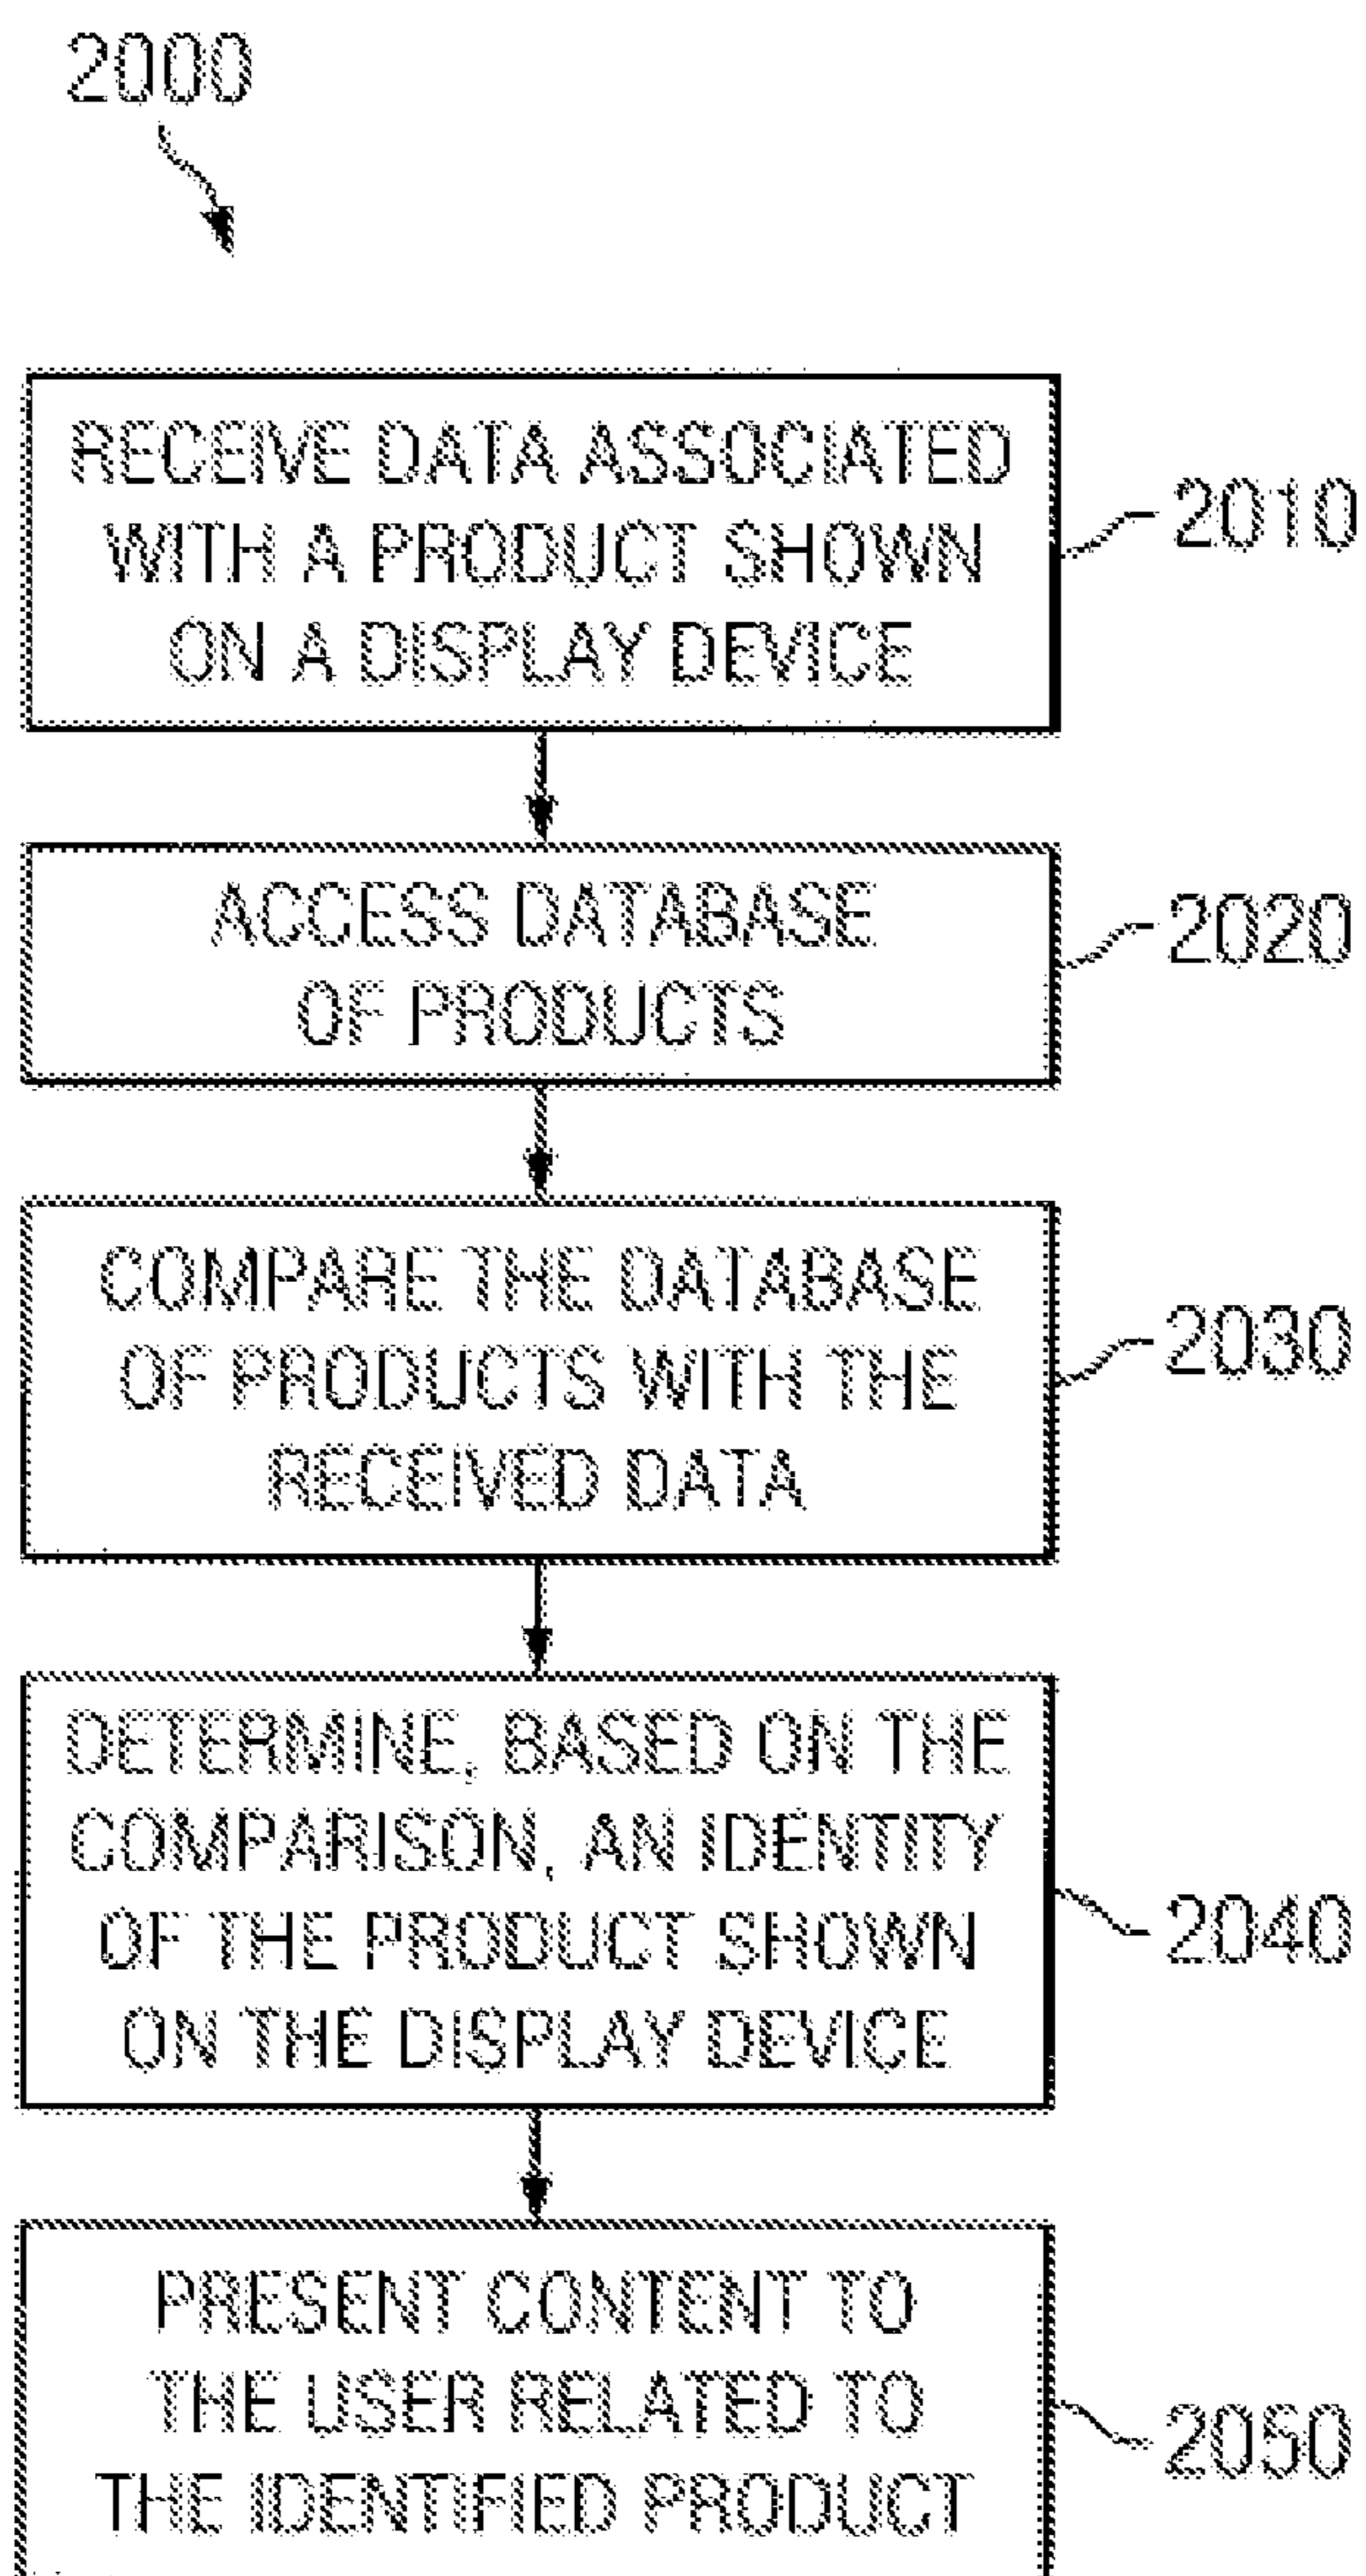 2000
RECEIVE DATA ASSOCIATED
WITH A PRODUCT SHOWN
ON A DISPLAY DEVICE
2010
ACCESS DATABASE
OF PRODUCTS
2020
COMPARE THE DATABASE
OF PRODUCTS WITH THE
RECEIVED DATA
2030
DETERMINE, BASED ON THE
COMPARISON, AN IDENTITY
OF THE PRODUCT SHOWN
ON THE DISPLAY DEVICE
2040
PRESENT CONTENT TO
THE USER RELATED TO
THE IDENTIFIED PRODUCT
2050